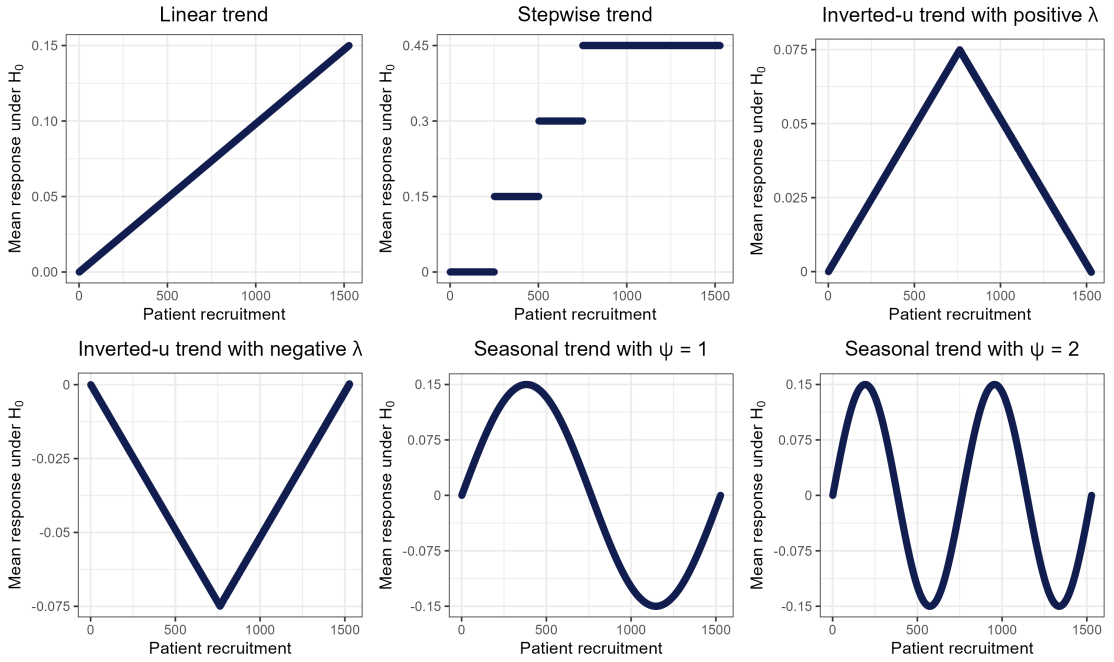 Linear trend
Mean response under H₀
0.15
0.10
0.05
0.00
0 500 1000 1500
Patient recruitment
Stepwise trend
Mean response under H₀
0.45
0.3
0.15
0
0 500 1000 1500
Patient recruitment
Inverted-u trend with positive λ
Mean response under H₀
0.075
0.05
0.025
0
0 500 1000 1500
Patient recruitment
Inverted-u trend with negative λ
Mean response under H₀
0
-0.025
-0.05
-0.075
0 500 1000 1500
Patient recruitment
Seasonal trend with ψ = 1
Mean response under H₀
0.15
0.075
0
-0.075
-0.15
0 500 1000 1500
Patient recruitment
Seasonal trend with ψ = 2
Mean response under H₀
0.15
0.075
0
-0.075
-0.15
0 500 1000 1500
Patient recruitment